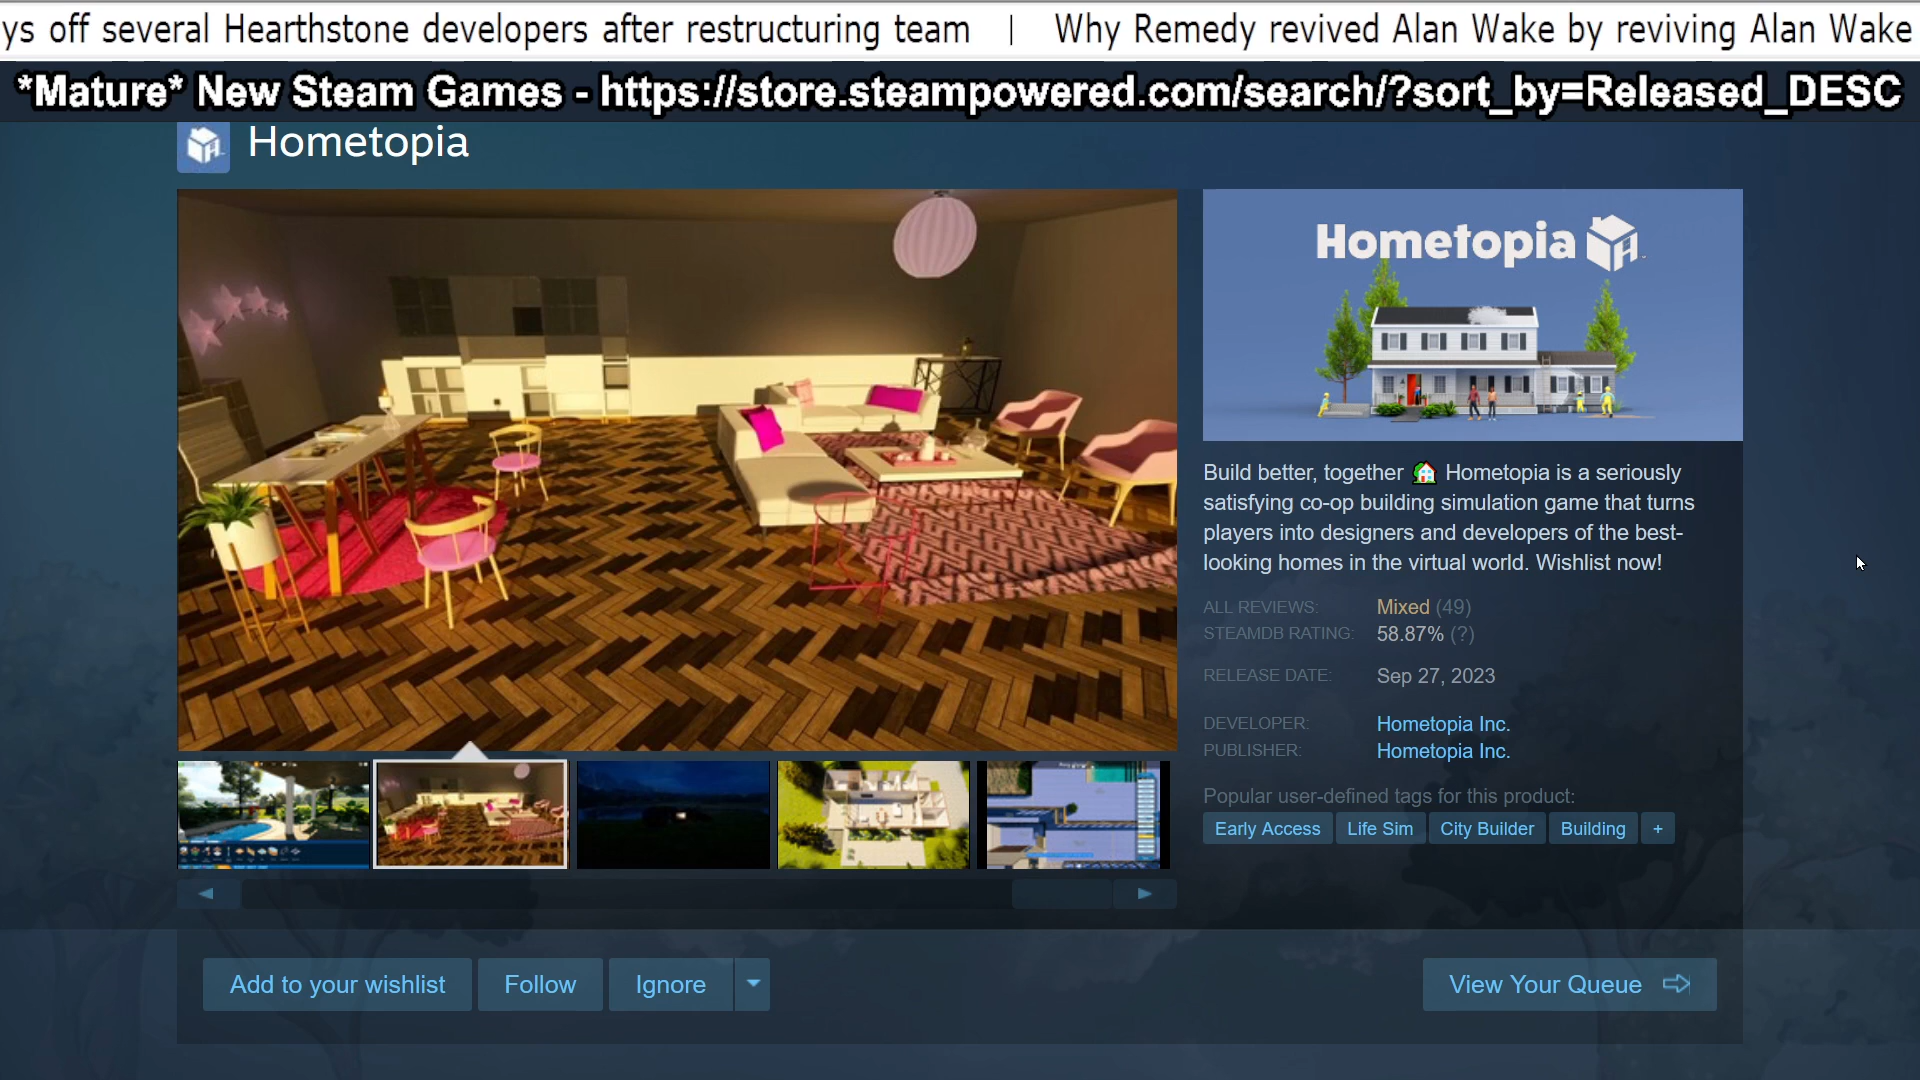 ys off several Hearthstone developers after restructuring team | Why Remedy revived Alan Wake by reviving Alan Wake
*Mature* New Steam Games - https://store.steampowered.com/search/?sort_by=Released_DESC
Hometopia
Hometopia
Build better, together 🏠 Hometopia is a seriously
satisfying co-op building simulation game that turns
players into designers and developers of the best-
looking homes in the virtual world. Wishlist now!
ALL REVIEWS: Mixed (49)
STEAMDB RATING: 58.87% (?)
RELEASE DATE: Sep 27, 2023
DEVELOPER: Hometopia Inc.
PUBLISHER: Hometopia Inc.
Popular user-defined tags for this product:
Early Access Life Sim City Builder Building +
Add to your wishlist Follow Ignore View Your Queue